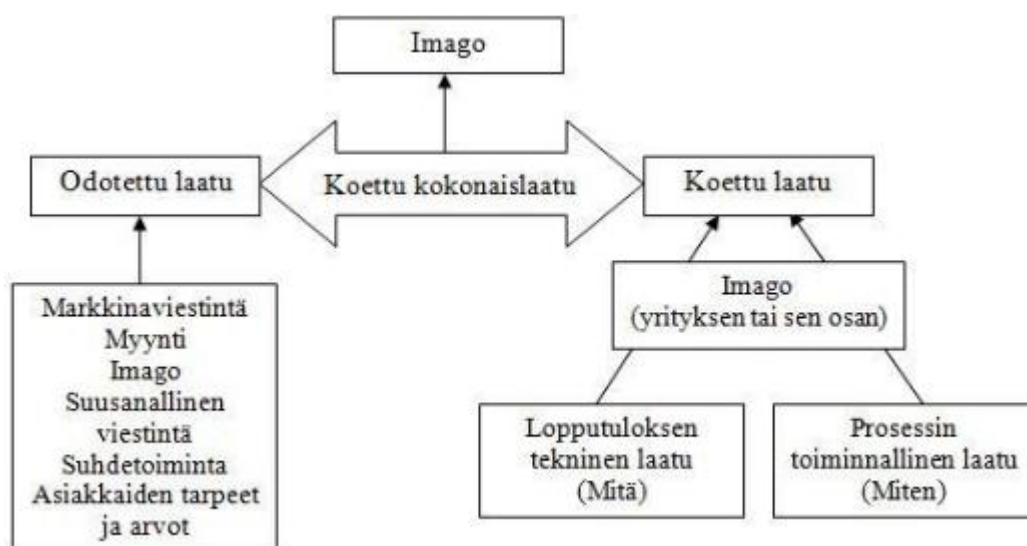 Imago
Odotettu laatu
Koettu kokonaislaatu
Koettu laatu
Markkinaviestintä
Myynti
Imago
Suusanallinen
viestintä
Suhdetoiminta
Asiakkaiden tarpeet
ja arvot
Imago
(yrityksen tai sen osan)
Lopputuloksen
tekninen laatu
(Mitä)
Prosessin
toiminnallinen laatu
(Miten)